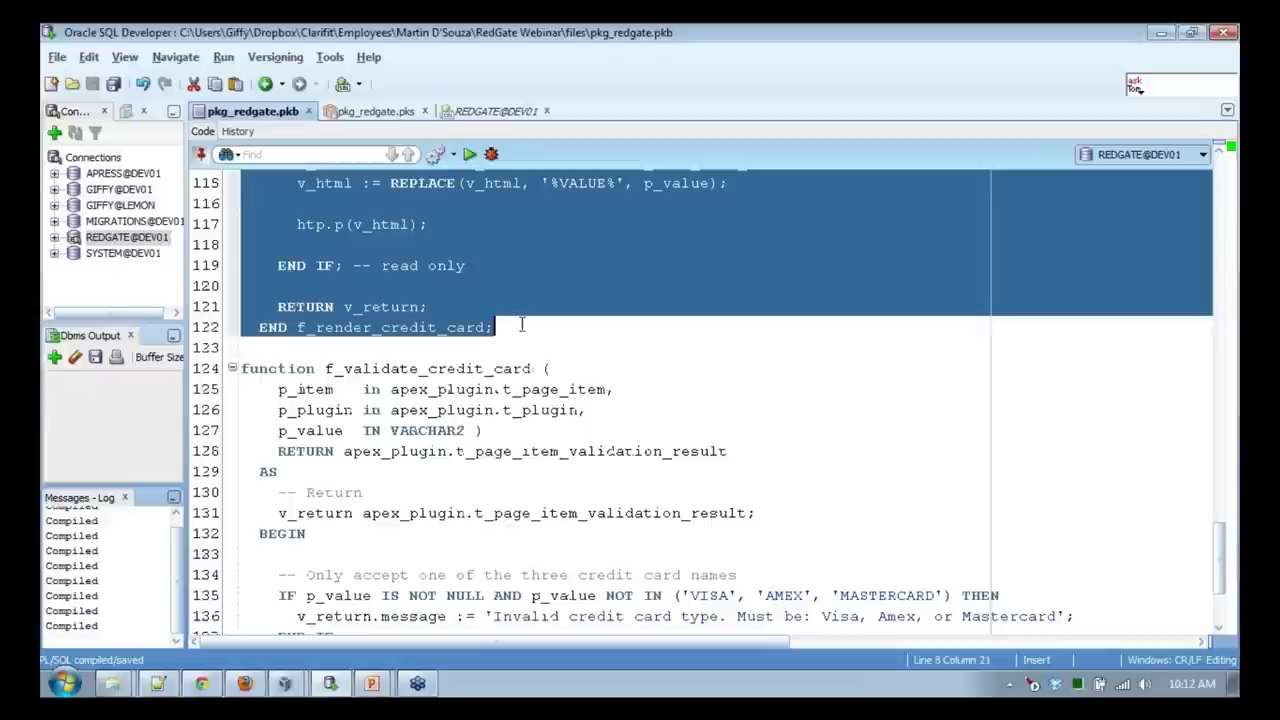 Oracle SQL Developer : C:\Users\Giffy\Dropbox\Clarifit\Employees\Martin D'Souza\RedGate Webinar\files\pkg_redgate.pkb
File Edit View Navigate Run Versioning Tools Help
ask
Tom
Con...
pkg_redgate.pkb
pkg_redgate.pks
REDGATE@DEV01
Code History
Find
REDGATE@DEV01
Connections
APRESS@DEV01
GIFFY@DEV01
GIFFY@LEMON
MIGRATIONS@DEV01
REDGATE@DEV01
SYSTEM@DEV01
Dbms Output
Buffer Size
Messages - Log
Compiled
Compiled
Compiled
Compiled
Compiled
Compiled
Compiled
Compiled
Compiled
115 v_html := REPLACE(v_html, '%VALUE%', p_value);
116
117 htp.p(v_html);
118
119 END IF; -- read only
120
121 RETURN v_return;
122 END f_render_credit_card;
123
124 function f_validate_credit_card (
125 p_item in apex_plugin.t_page_item,
126 p_plugin in apex_plugin.t_plugin,
127 p_value IN VARCHAR2 )
128 RETURN apex_plugin.t_page_item_validation_result
129 AS
130 -- Return
131 v_return apex_plugin.t_page_item_validation_result;
132 BEGIN
133
134 -- Only accept one of the three credit card names
135 IF p_value IS NOT NULL AND p_value NOT IN ('VISA', 'AMEX', 'MASTERCARD') THEN
136 v_return.message := 'Invalid credit card type. Must be: Visa, Amex, or Mastercard';
PL/SQL compiled/saved
Line 8 Column 21
Insert
Windows: CR/LF Editing
10:12 AM